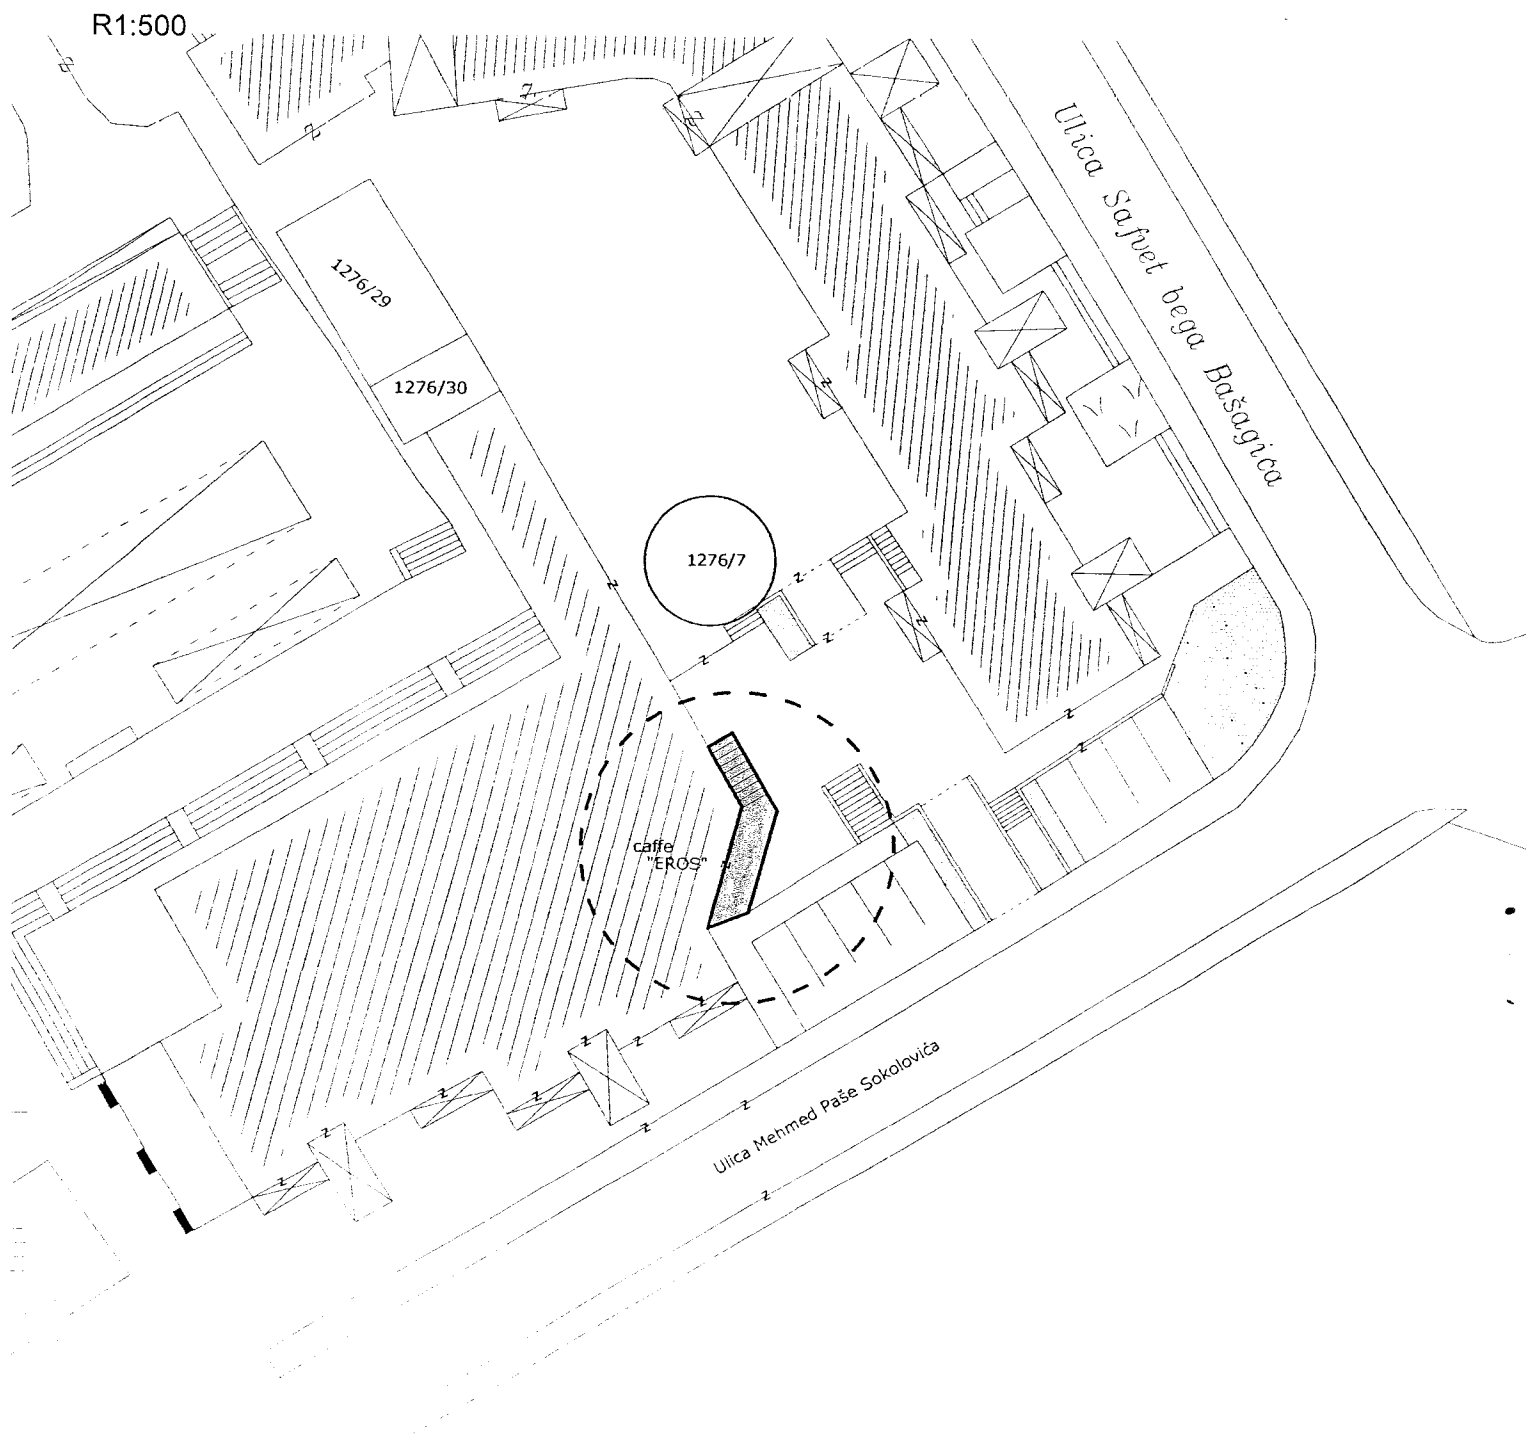 R1:500
Ulica Safvet bega Bašagića
1276/29
1276/30
1276/7
caffe
"EROS"
Ulica Mehmed Paše Sokolovića